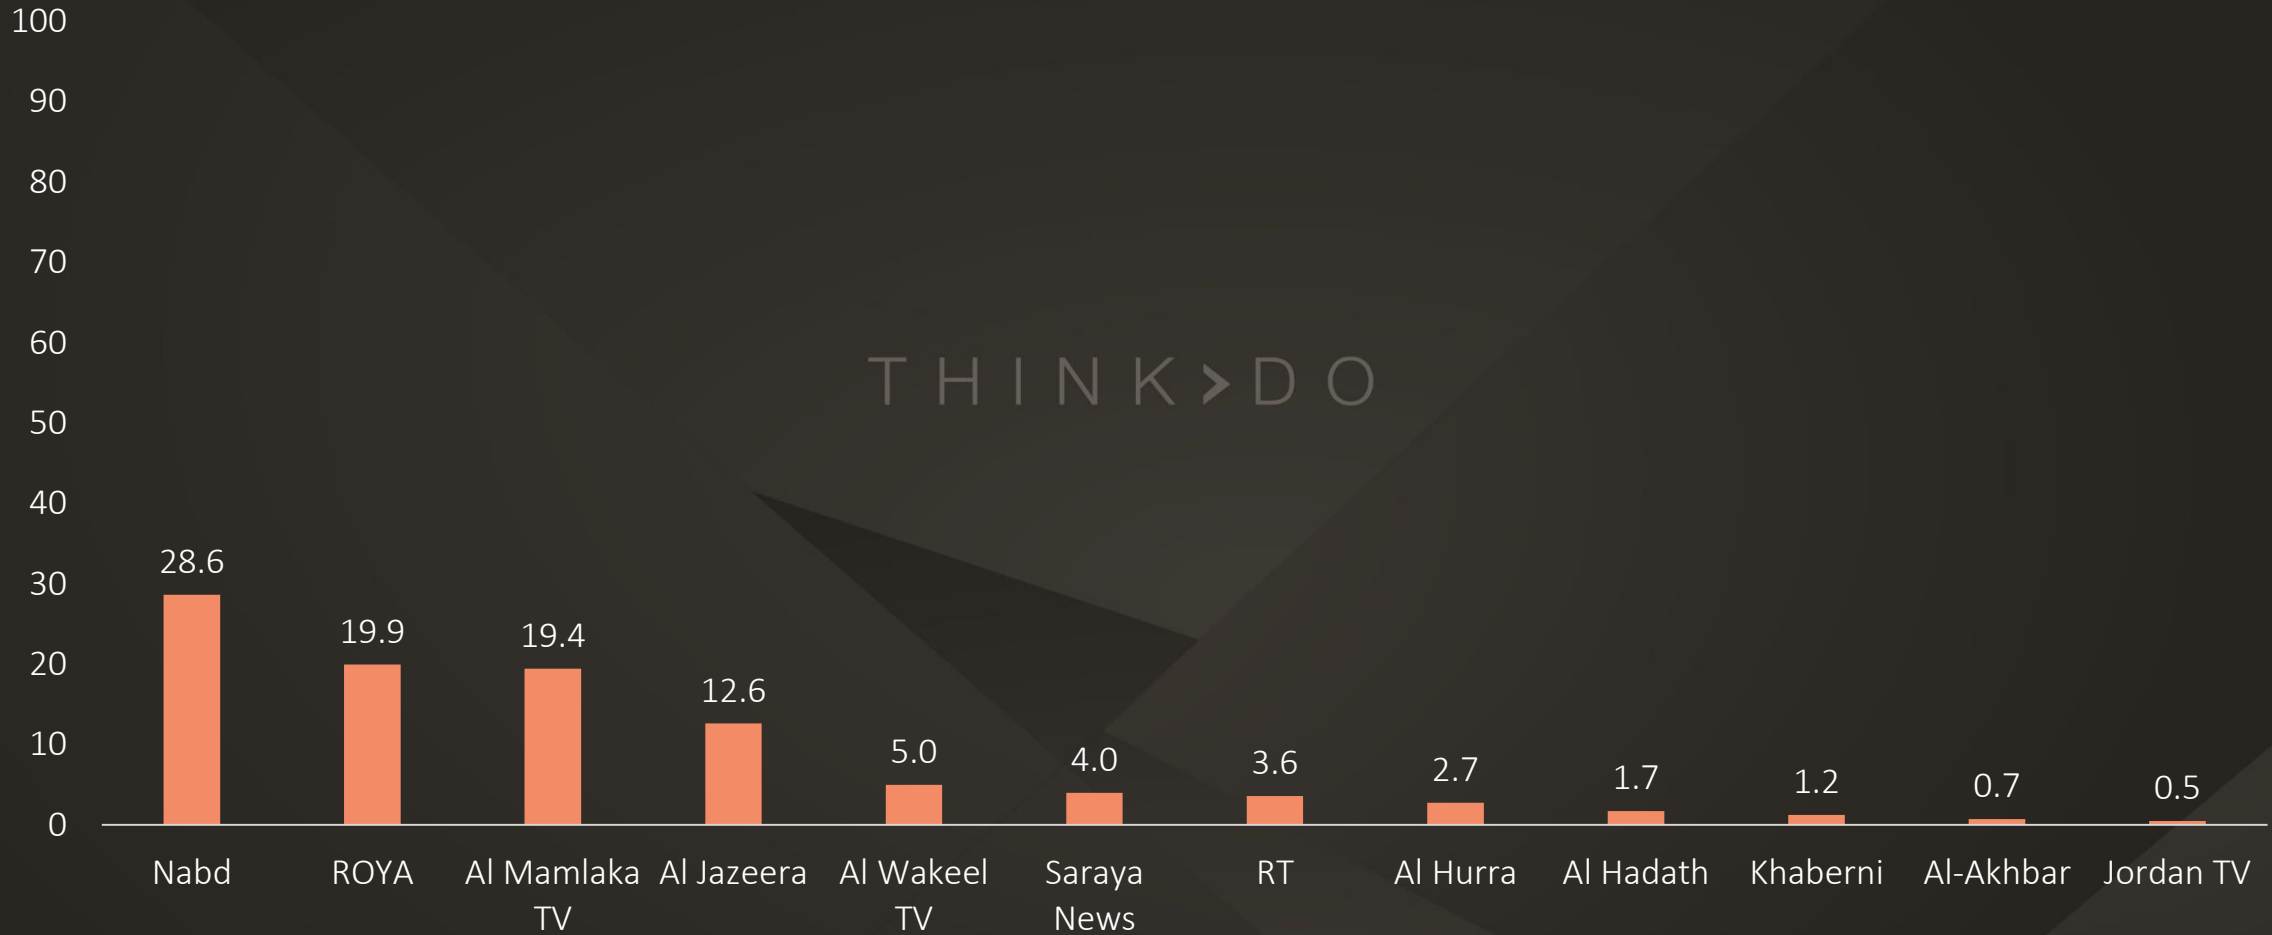 100
90
80
70
60
50
40
30
20
10
0
THINK>DO
28.6
19.9
19.4
12.6
5.0
4.0
3.6
2.7
1.7
1.2
0.7
0.5
Nabd
ROYA
Al Mamlaka
TV
Al Jazeera
Al Wakeel
TV
Saraya
News
RT
Al Hurra
Al Hadath
Khaberni
Al-Akhbar
Jordan TV